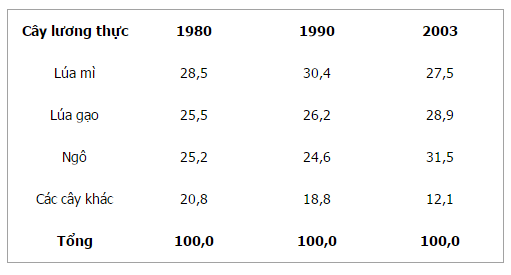 Cây lương thực 1980 1990 2003
Lúa mì 28,5 30,4 27,5
Lúa gạo 25,5 26,2 28,9
Ngô 25,2 24,6 31,5
Các cây khác 20,8 18,8 12,1
Tổng 100,0 100,0 100,0